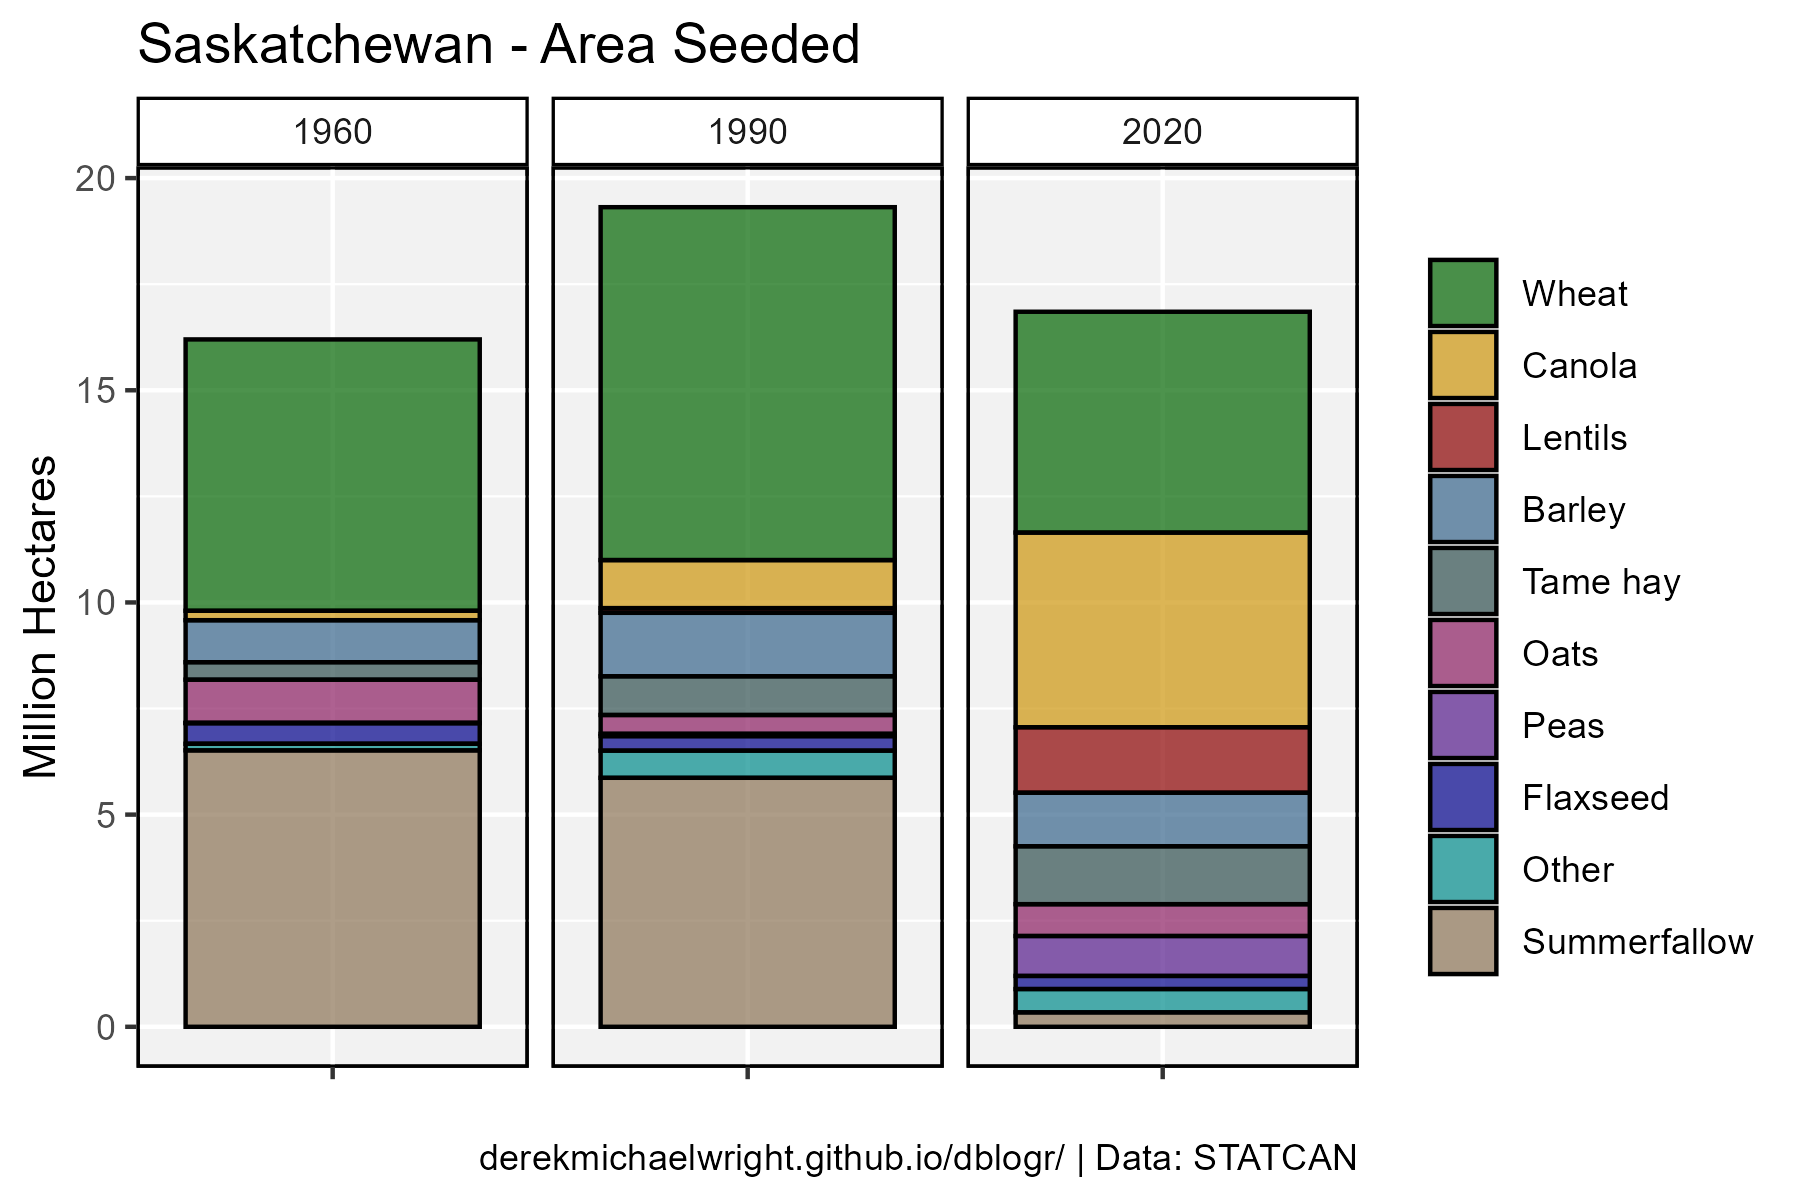 Saskatchewan - Area Seeded
1960
1990
2020
Million Hectares
20
15
10
5
0
Wheat
Canola
Lentils
Barley
Tame hay
Oats
Peas
Flaxseed
Other
Summerfallow
derekmichaelwright.github.io/dblogr/ | Data: STATCAN